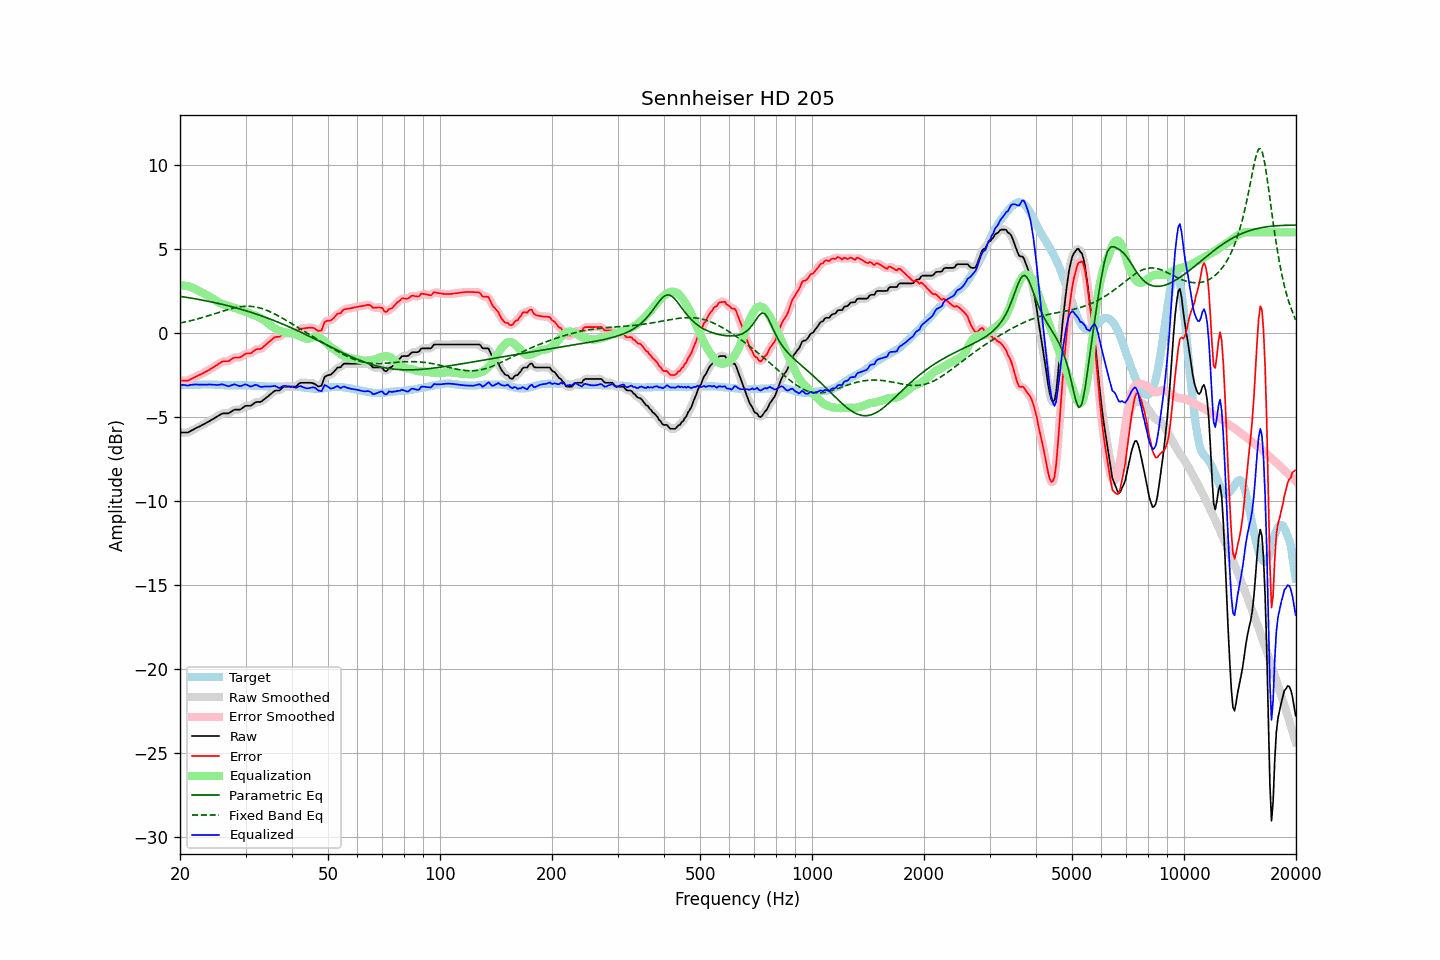 Sennheiser HD 205
10
5
0
−5
−10
−15
−20
−25
−30
Amplitude (dBr)
Target
Raw Smoothed
Error Smoothed
Raw
Error
Equalization
Parametric Eq
Fixed Band Eq
Equalized
20 50 100 200 500 1000 2000 5000 10000 20000
Frequency (Hz)